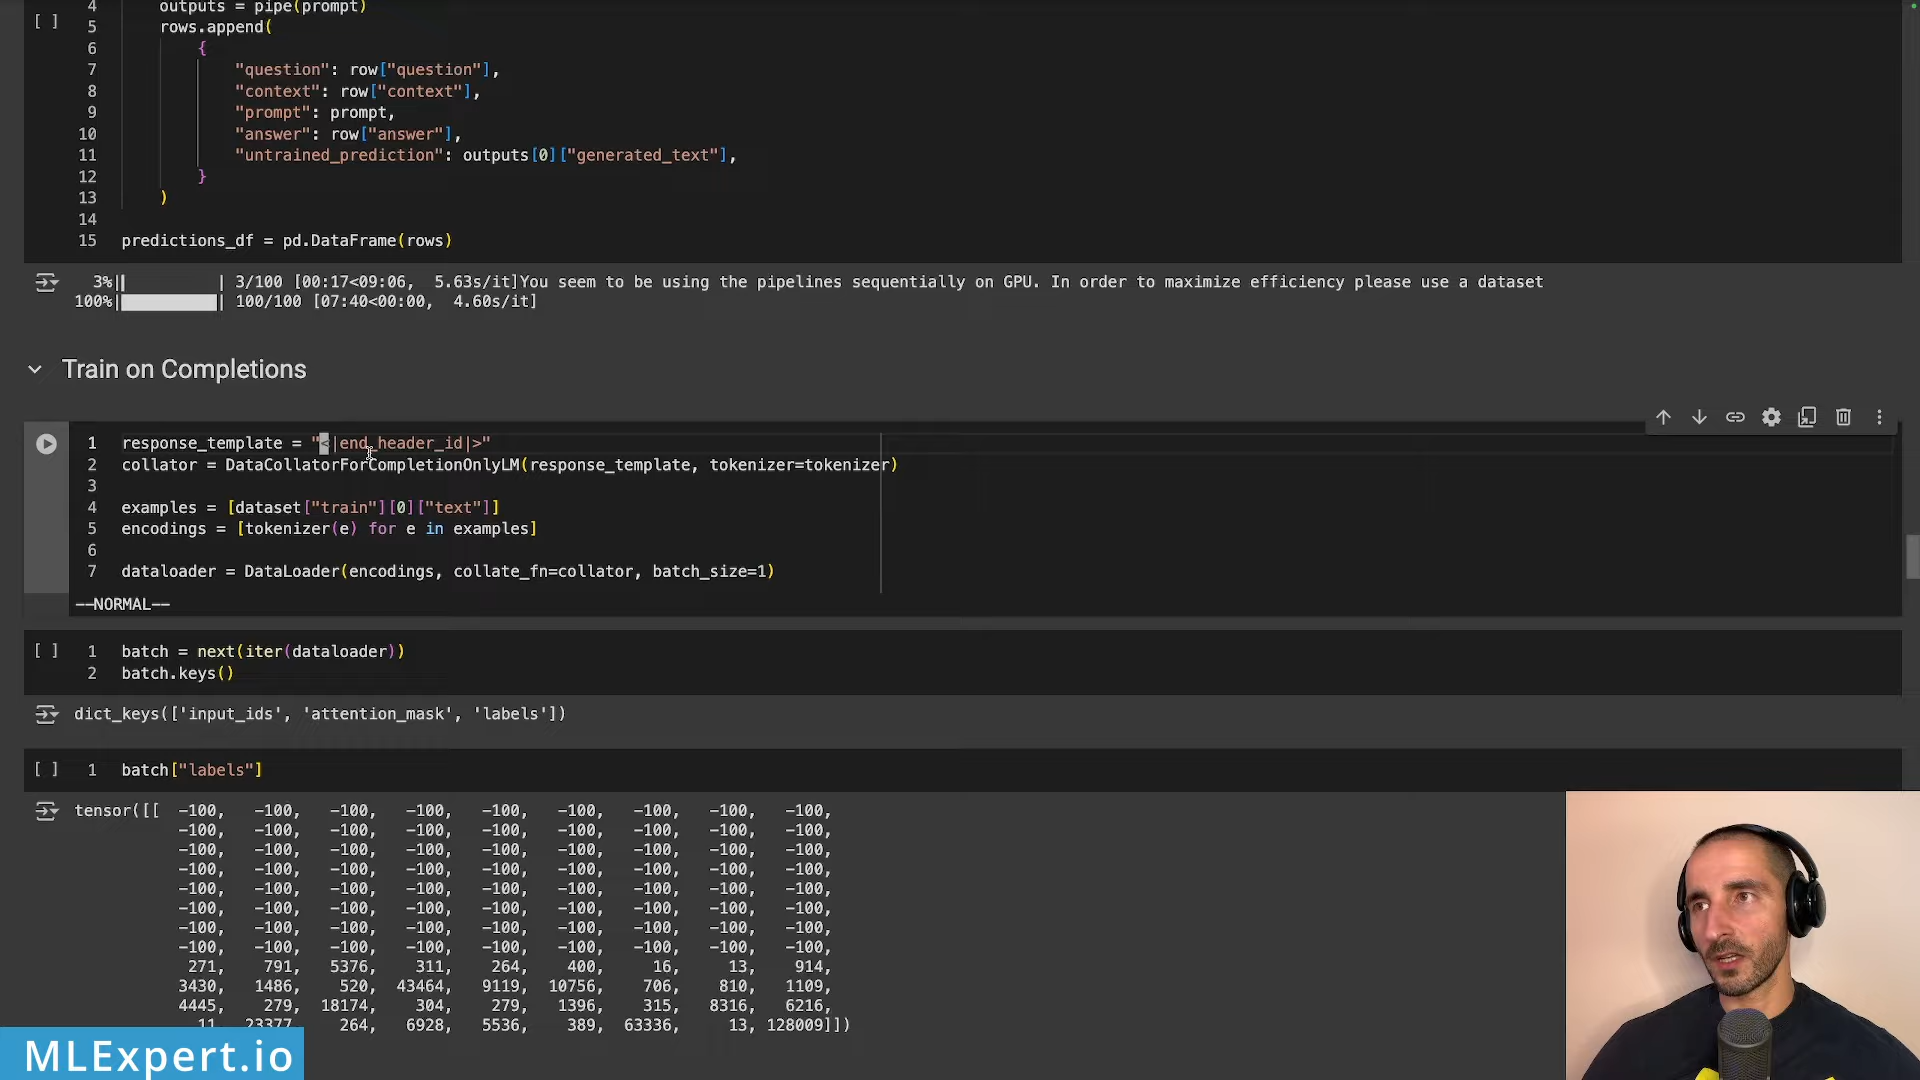 4 outputs = pipe(prompt)
[ ] 5 rows.append(
6 {
7 "question": row["question"],
8 "context": row["context"],
9 "prompt": prompt,
10 "answer": row["answer"],
11 "untrained_prediction": outputs[0]["generated_text"],
12 }
13 )
14
15 predictions_df = pd.DataFrame(rows)
3%| | 3/100 [00:17<09:06, 5.63s/it]You seem to be using the pipelines sequentially on GPU. In order to maximize efficiency please use a dataset
100%| | 100/100 [07:40<00:00, 4.60s/it]
Train on Completions
1 response_template = "<|end_header_id|>"
2 collator = DataCollatorForCompletionOnlyLM(response_template, tokenizer=tokenizer)
3
4 examples = [dataset["train"][0]["text"]]
5 encodings = [tokenizer(e) for e in examples]
6
7 dataloader = DataLoader(encodings, collate_fn=collator, batch_size=1)
--NORMAL--
[ ] 1 batch = next(iter(dataloader))
2 batch.keys()
dict_keys(['input_ids', 'attention_mask', 'labels'])
[ ] 1 batch["labels"]
tensor([[ -100, -100, -100, -100, -100, -100, -100, -100, -100,
-100, -100, -100, -100, -100, -100, -100, -100, -100,
-100, -100, -100, -100, -100, -100, -100, -100, -100,
-100, -100, -100, -100, -100, -100, -100, -100, -100,
-100, -100, -100, -100, -100, -100, -100, -100, -100,
-100, -100, -100, -100, -100, -100, -100, -100, -100,
-100, -100, -100, -100, -100, -100, -100, -100, -100,
-100, -100, -100, -100, -100, -100, -100, -100, -100,
271, 791, 5376, 311, 264, 400, 16, 13, 914,
3430, 1486, 520, 43464, 9119, 10756, 706, 810, 1109,
4445, 279, 18174, 304, 279, 1396, 315, 8316, 6216,
11, 23377, 264, 6928, 5536, 389, 63336, 13, 128009]])
MLExpert.io